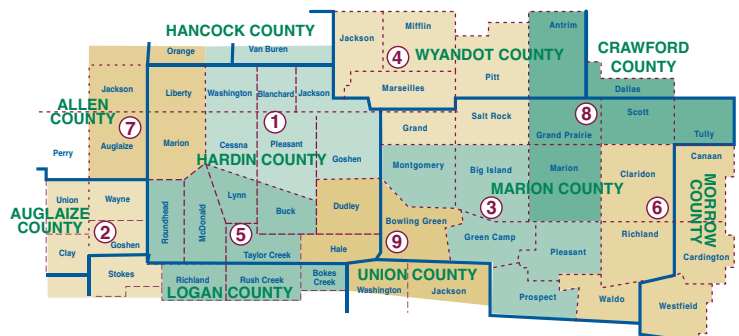 HANCOCK COUNTY
Orange
Van Buren
Jackson
Mifflin
Antrim
4
WYANDOT COUNTY
CRAWFORD
COUNTY
Marseilles
Pitt
Dallas
Jackson
Liberty
Washington
Blanchard
Jackson
ALLEN
COUNTY
7
1
Salt Rock
8
Scott
Grand
Grand Prairie
Tully
Auglaize
Marion
Cessna
Pleasant
Perry
HARDIN COUNTY
Goshen
Montgomery
Big Island
Marion
Claridon
Canaan
MARION COUNTY
MORROW
COUNTY
Union
Wayne
Roundhead
McDonald
Lynn
Buck
Dudley
AUGLAIZE
COUNTY
2
5
Bowling Green
3
6
Goshen
Clay
Taylor Creek
Hale
9
Green Camp
Pleasant
Richland
Cardington
Stokes
Richland
Rush Creek
Bokes
Creek
UNION COUNTY
LOGAN COUNTY
Washington
Jackson
Prospect
Waldo
Westfield